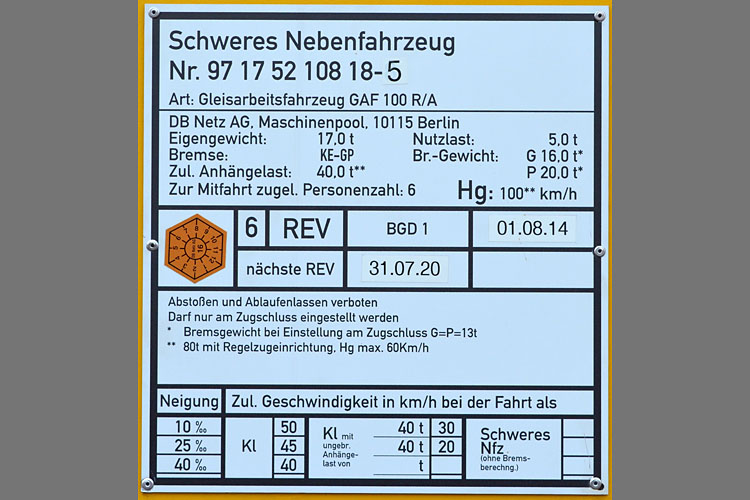 Schweres Nebenfahrzeug
Nr. 97 17 52 108 18-5
Art: Gleisarbeitsfahrzeug GAF 100 R/A
DB Netz AG, Maschinenpool, 10115 Berlin
Eigengewicht: 17,0 t Nutzlast: 5,0 t
Bremse: KE-GP Br.-Gewicht: G 16,0 t*
Zul. Anhängelast: 40,0 t** P 20,0 t*
Zur Mitfahrt zugel. Personenzahl: 6 Hg: 100** km/h
6 REV BGD 1 01.08.14
nächste REV 31.07.20
Abstoßen und Ablaufenlassen verboten
Darf nur am Zugschluss eingestellt werden
* Bremsgewicht bei Einstellung am Zugschluss G=P=13t
** 80t mit Regelzugeinrichtung, Hg max. 60Km/h
Neigung Zul. Geschwindigkeit in km/h bei der Fahrt als
10 ‰ 50 40 t 30
25 ‰ Kl 45 Kl mit ungebr. Anhänge- last von 40 t 20 Schweres Nfz (ohne Brems- berechng.)
40 ‰ 40 t